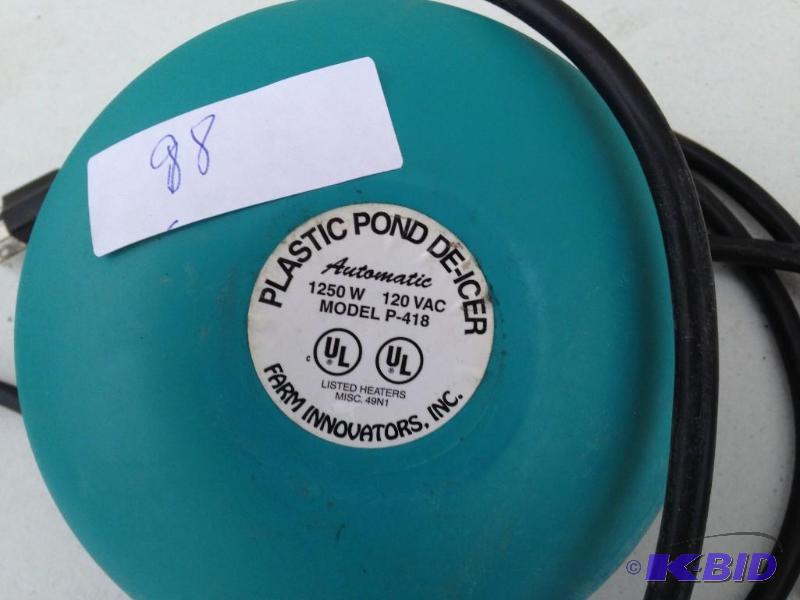 88
PLASTIC POND DE-ICER
Automatic
1250 W 120 VAC
MODEL P-418
c UL ® UL ®
LISTED HEATERS
MISC. 49N1
FARM INNOVATORS, INC.
© K-BID